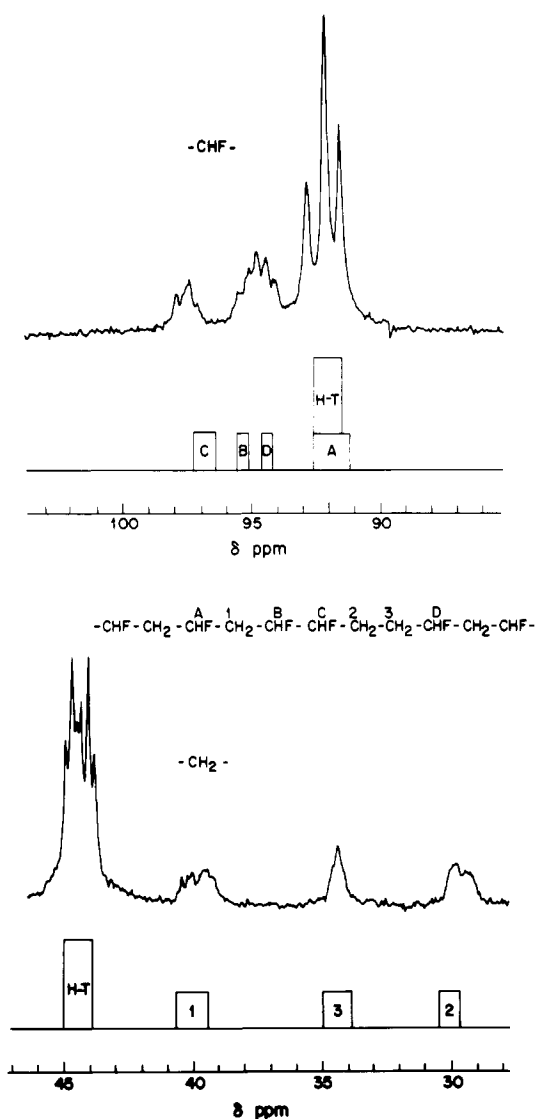 -CHF-
H-T
C B D A
100 95 90
δ ppm
A 1 B C 2 3 D
-CHF-CH₂-CHF-CH₂-CHF-CHF-CH₂-CH₂-CHF-CH₂-CHF-
-CH₂-
H-T
1 3 2
45 40 35 30
δ ppm